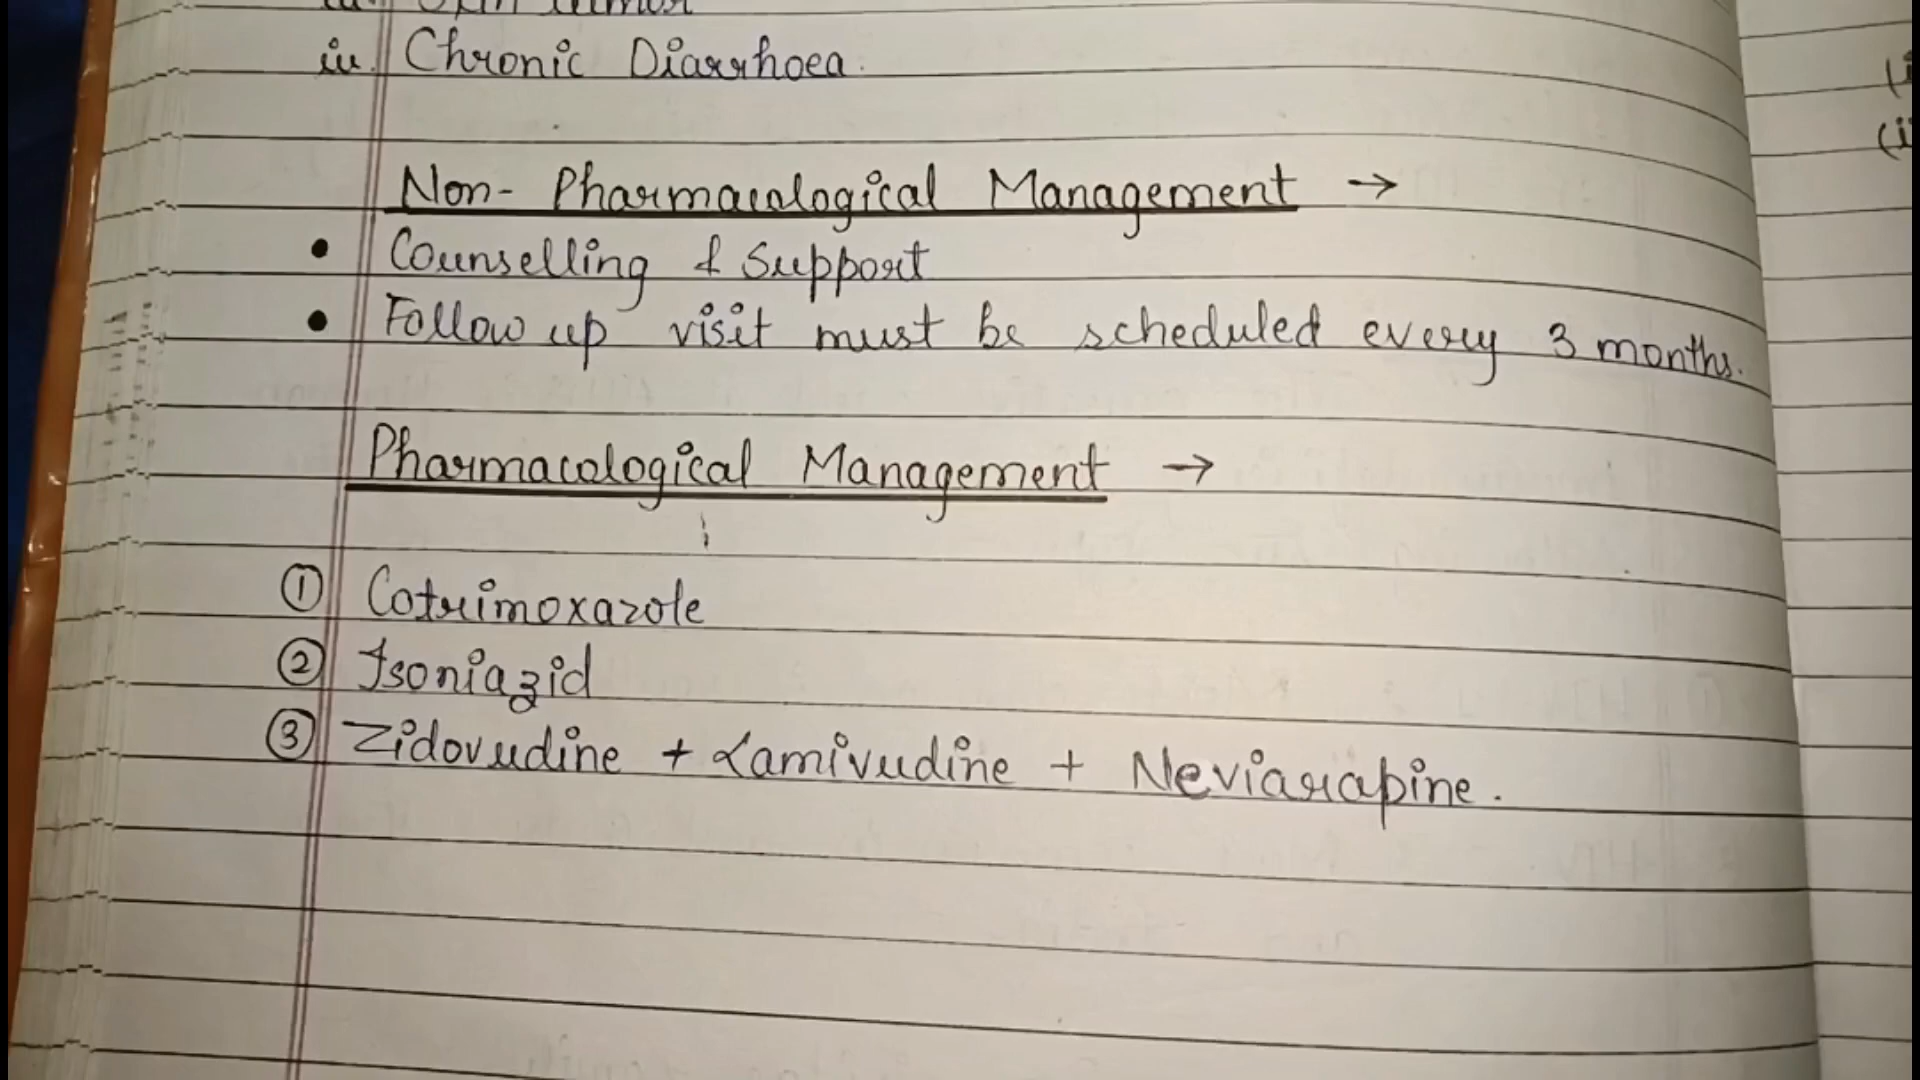 iv. Chronic Diarrhoea.
Non- Pharmacological Management →
• Counselling & Support
• Follow up visit must be scheduled every 3 months.
Pharmacological Management →
① Cotrimoxazole
② Isoniazid
③ Zidovudine + Lamivudine + Neviarapine.